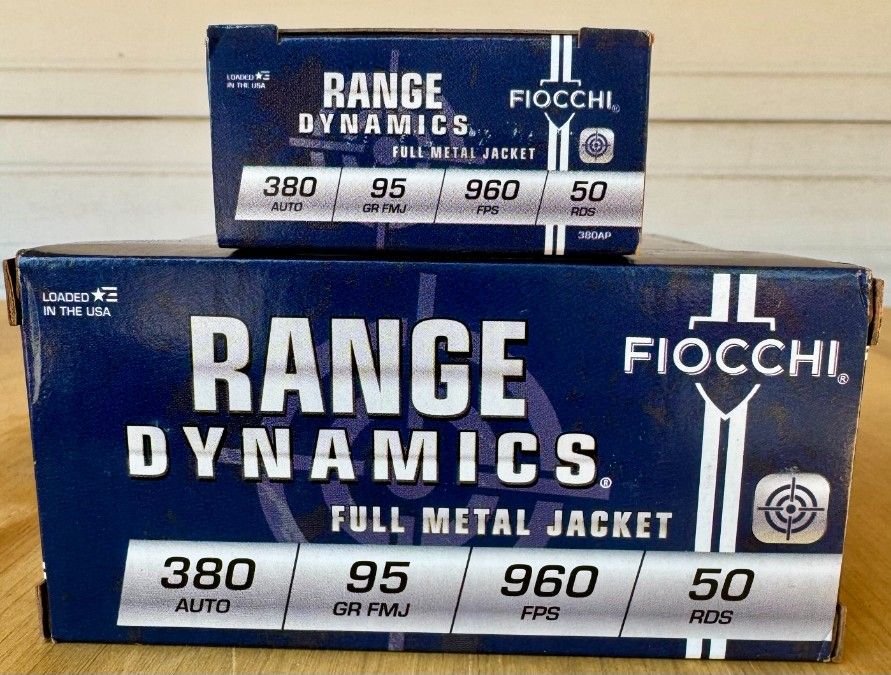 LOADED
IN THE USA
RANGE
DYNAMICS
FIOCCHI®
FULL METAL JACKET
380 95 960 50
AUTO GR FMJ FPS RDS
380AP
LOADED
IN THE USA
RANGE
DYNAMICS®
FIOCCHI®
FULL METAL JACKET
380 95 960 50
AUTO GR FMJ FPS RDS